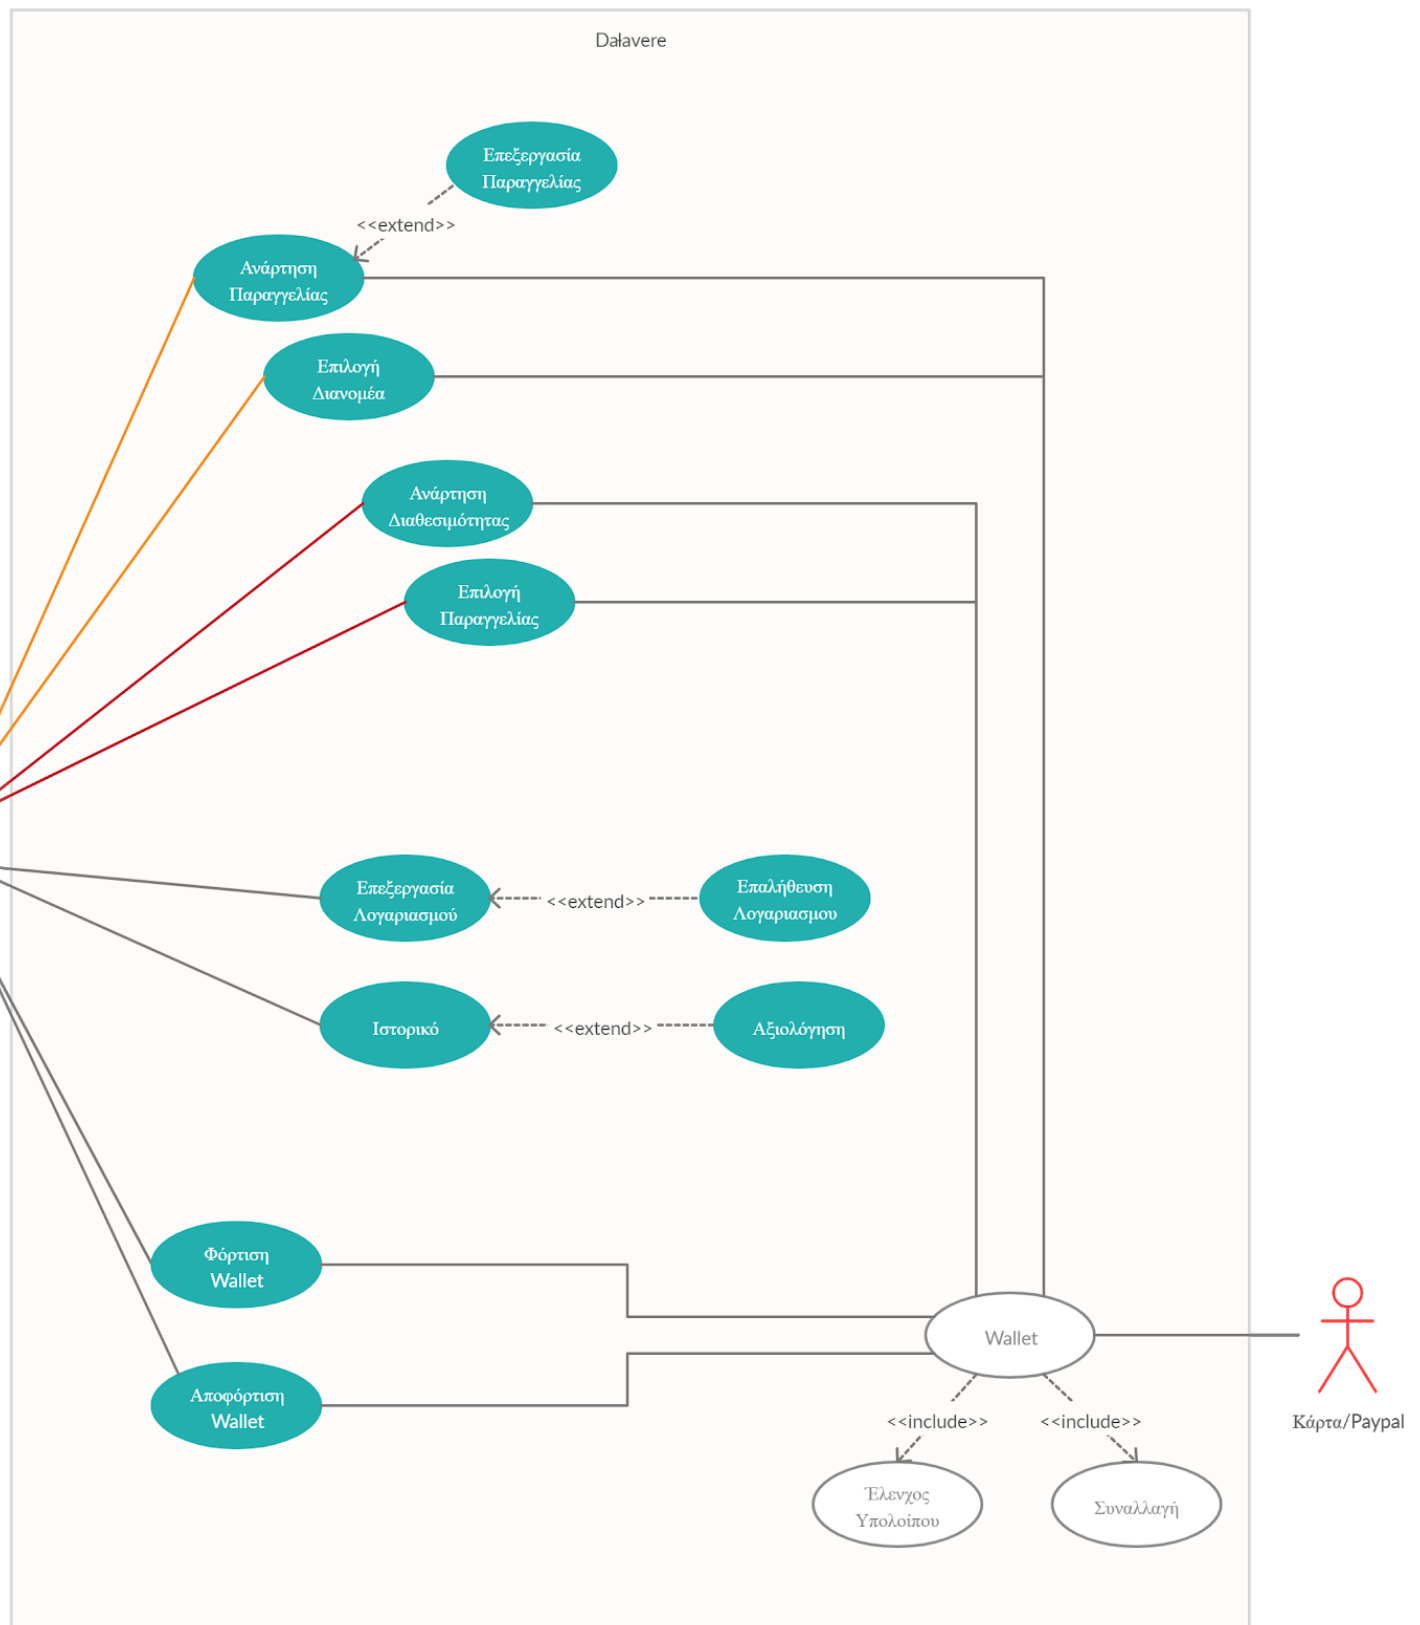 Daławere
Επεξεργασία
Παραγγελίας
<<extend>>
Ανάρτηση
Παραγγελίας
Επιλογή
Διανομέα
Ανάρτηση
Διαθεσιμότητας
Επιλογή
Παραγγελίας
Επεξεργασία
Λογαριασμού
<<extend>>
Επαλήθευση
Λογαριασμου
Ιστορικό
<<extend>>
Αξιολόγηση
Φόρτιση
Wallet
Wallet
Αποφόρτιση
Wallet
<<include>>
<<include>>
Κάρτα/Paypal
Έλενχος
Υπολοίπου
Συναλλαγή